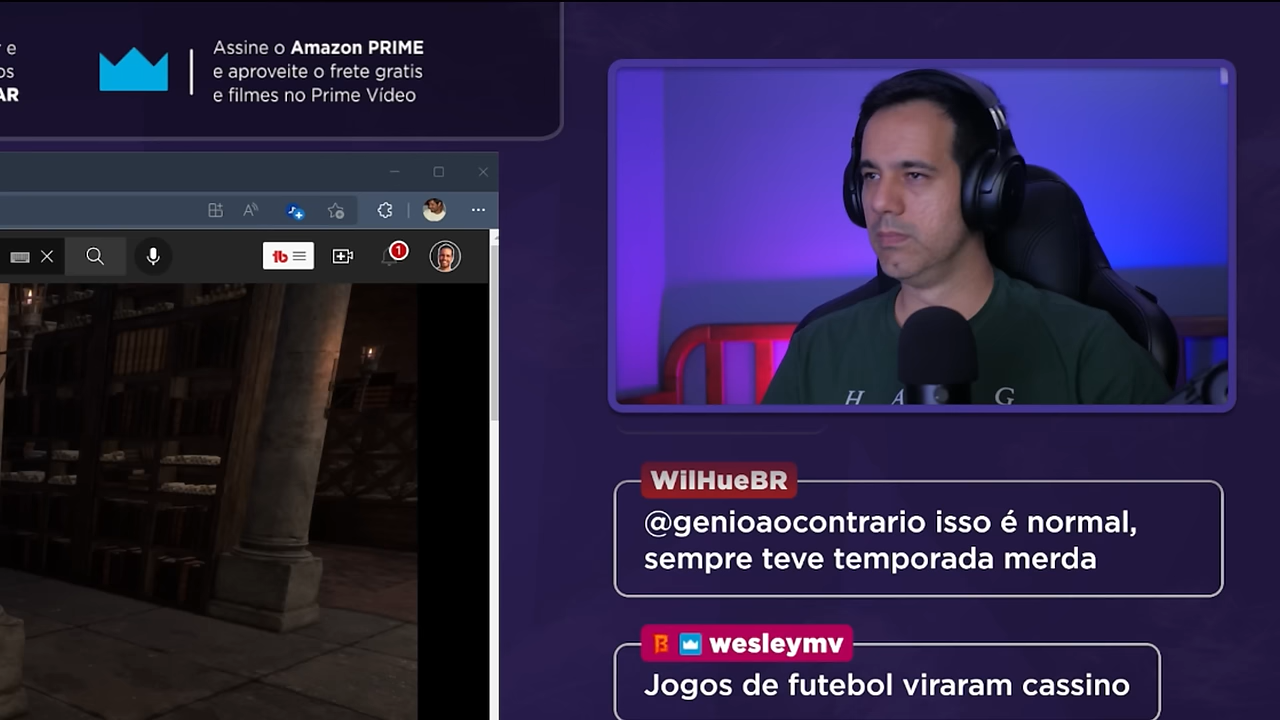 e
os
AR
Assine o Amazon PRIME
e aproveite o frete gratis
e filmes no Prime Vídeo
1
H A G
WilHueBR
@genioaocontrario isso é normal,
sempre teve temporada merda
wesleymv
Jogos de futebol viraram cassino